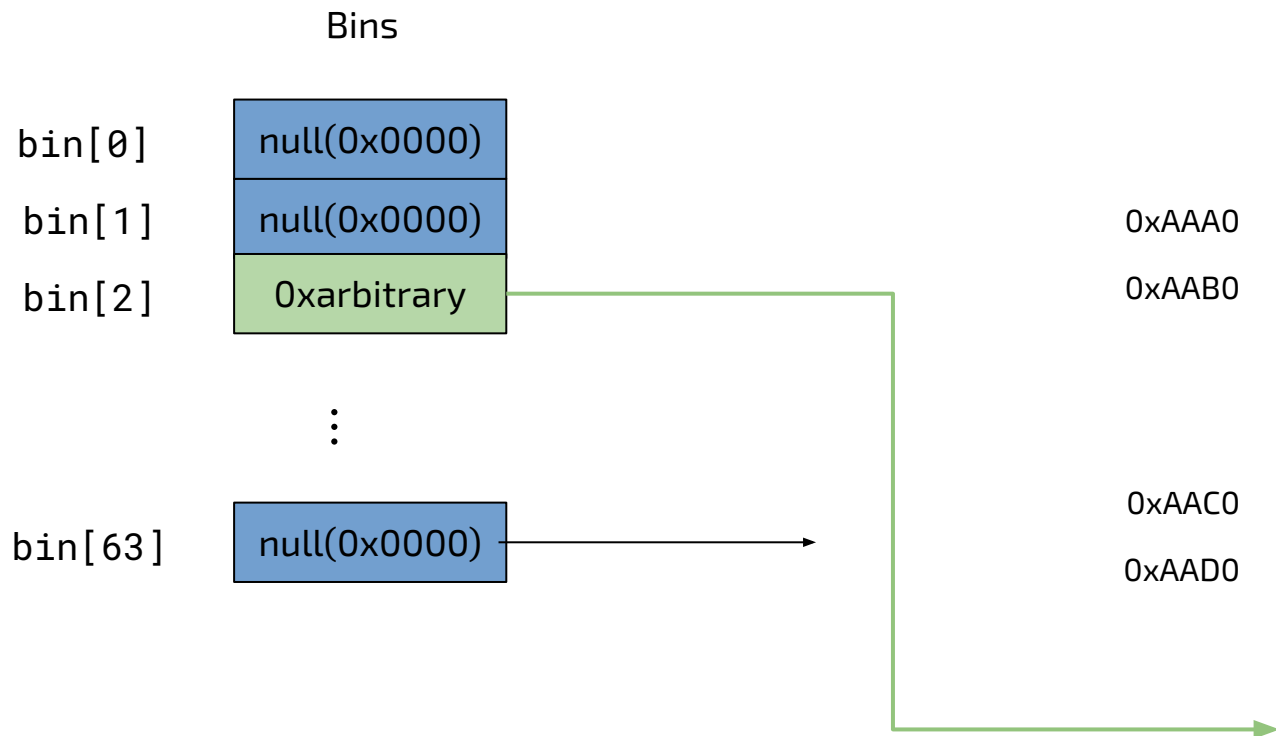 Bins
bin[0] null(0x0000)
bin[1] null(0x0000) 0xAAA0
bin[2] 0xarbitrary 0xAAB0
0xAAC0
bin[63] null(0x0000)
0xAAD0